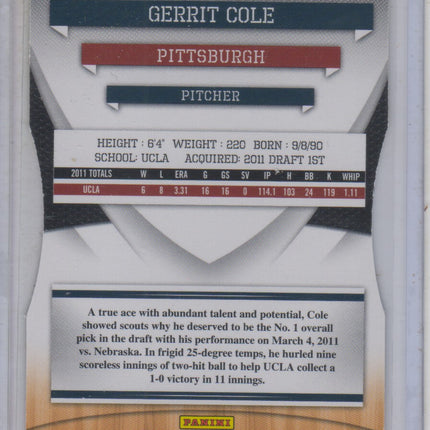 GERRIT COLE
PITTSBURGH
PITCHER
HEIGHT : 6'4" WEIGHT : 220 BORN : 9/8/90
SCHOOL: UCLA ACQUIRED: 2011 DRAFT 1ST
2011 TOTALS W L ERA G GS SV IP H BB K WHIP
UCLA 6 8 3.31 16 16 0 114.1 103 24 119 1.11
A true ace with abundant talent and potential, Cole
showed scouts why he deserved to be the No. 1 overall
pick in the draft with his performance on March 4, 2011
vs. Nebraska. In frigid 25-degree temps, he hurled nine
scoreless innings of two-hit ball to help UCLA collect a
1-0 victory in 11 innings.
PANINI